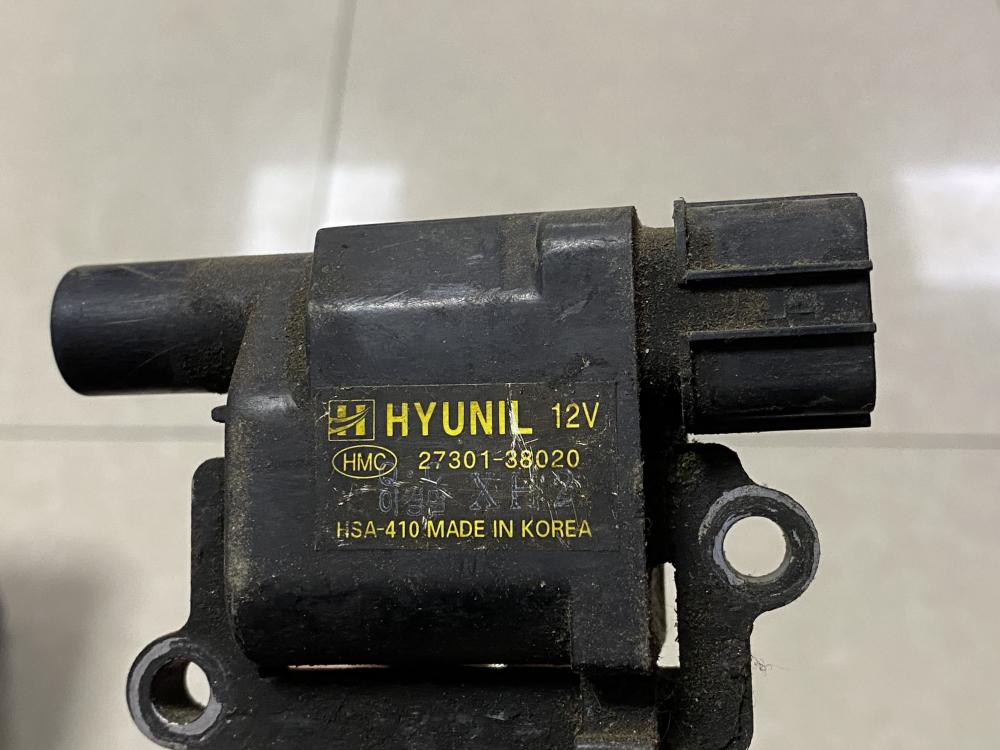 H HYUNIL 12V
HMC 27301-38020
HSA-410 MADE IN KOREA